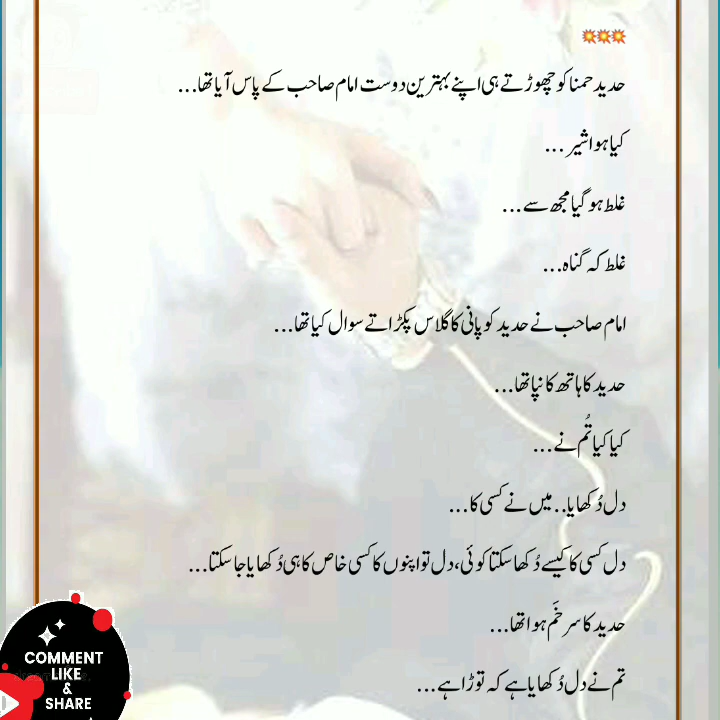 💥💥💥
حدید حمنا کو چھوڑتے ہی اپنے بہترین دوست امام صاحب کے پاس آیا تھا...
کیا ہوا شیر ...
غلط ہو گیا مجھ سے ...
غلط کہ گناہ...
امام صاحب نے حدید کو پانی کا گلاس پکڑاتے سوال کیا تھا...
حدید کا ہاتھ کانپا تھا...
کیا کیا تُم نے ...
دل دُکھایا.. میں نے کسی کا ...
دل کسی کا کیسے دُکھا سکتا کوئی، دل تو اپنوں کا کسی خاص کا ہی دُکھایا جا سکتا...
حدید کا سر خَم ہوا تھا...
تم نے دل دُکھایا ہے کہ توڑا ہے ...
COMMENT
LIKE
&
SHARE